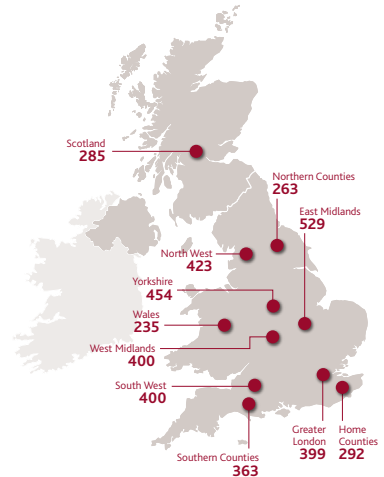 Scotland
285
Northern Counties
263
East Midlands
529
North West
423
Yorkshire
454
Wales
235
West Midlands
400
South West
400
Greater
London
399
Home
Counties
292
Southern Counties
363